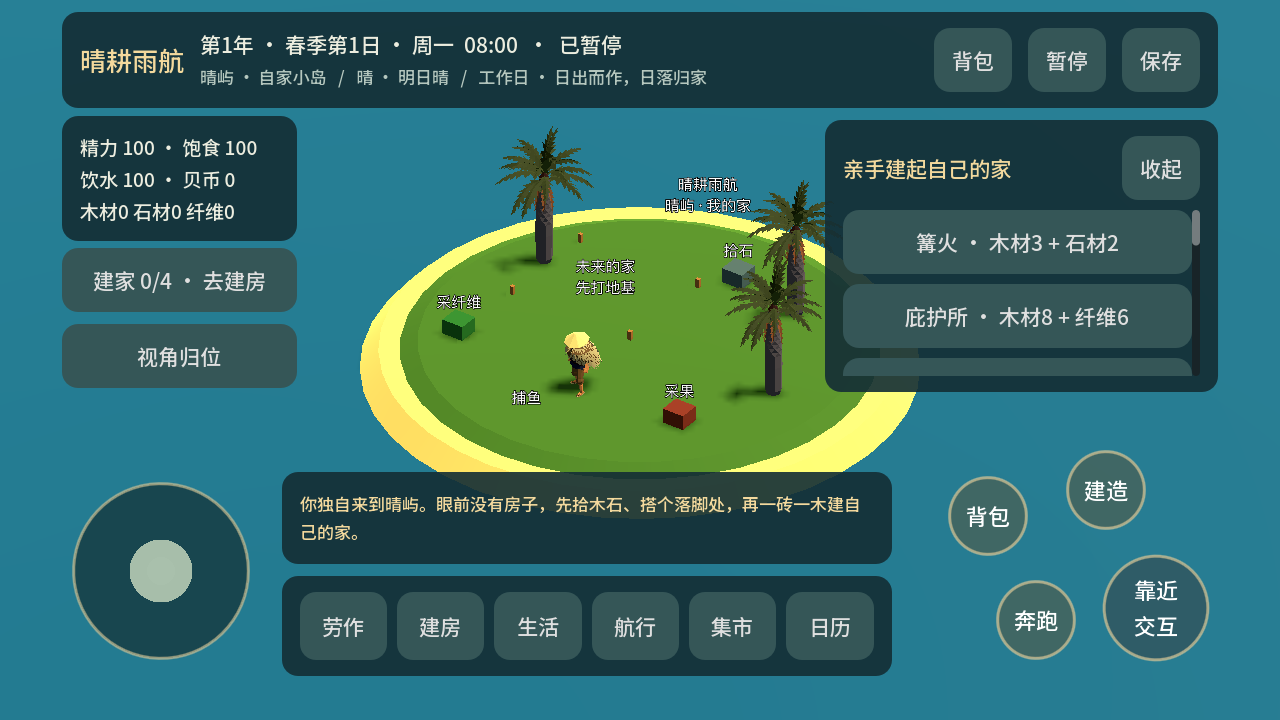 晴耕雨航
第1年 · 春季第1日 · 周一 08:00 · 已暂停
晴屿 · 自家小岛 / 晴 · 明日晴 / 工作日 · 日出而作，日落归家
背包
暂停
保存
精力 100 · 饱食 100
饮水 100 · 贝币 0
木材0 石材0 纤维0
建家 0/4 · 去建房
视角归位
亲手建起自己的家
收起
篝火 · 木材3 + 石材2
庇护所 · 木材8 + 纤维6
晴耕雨航
晴屿 · 我的家
拾石
未来的家
先打地基
采纤维
捕鱼
采果
你独自来到晴屿。眼前没有房子，先拾木石、搭个落脚处，再一砖一木建自
己的家。
劳作
建房
生活
航行
集市
日历
背包
建造
奔跑
靠近
交互